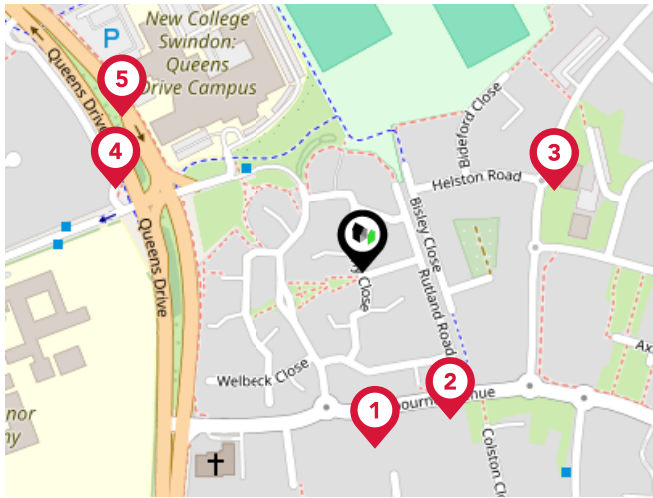 New College
Swindon:
Queens
Drive Campus
P
Queens Drive
5
4
3
Bideford Close
Helston Road
Bisley Close
Queens Drive
Rutland Road
Close
Welbeck Close
2
1
Colston